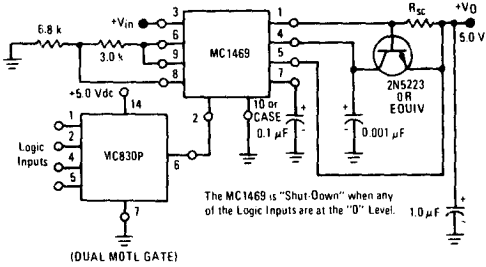 +Vin
3
1
RSC
+VO
5.0 V
6.8 k
6
3.0 k
9
8
MC1469
4
5
7
2N5223
OR
EQUIV
+5.0 Vdc
14
2
10 or
CASE
0.1 µF
0.001 µF
1
Logic
2
Inputs
4
5
MC830P
6
7
The MC1469 is "Shut-Down" when any
of the Logic Inputs are at the "0" Level.
1.0 µF
(DUAL MDTL GATE)